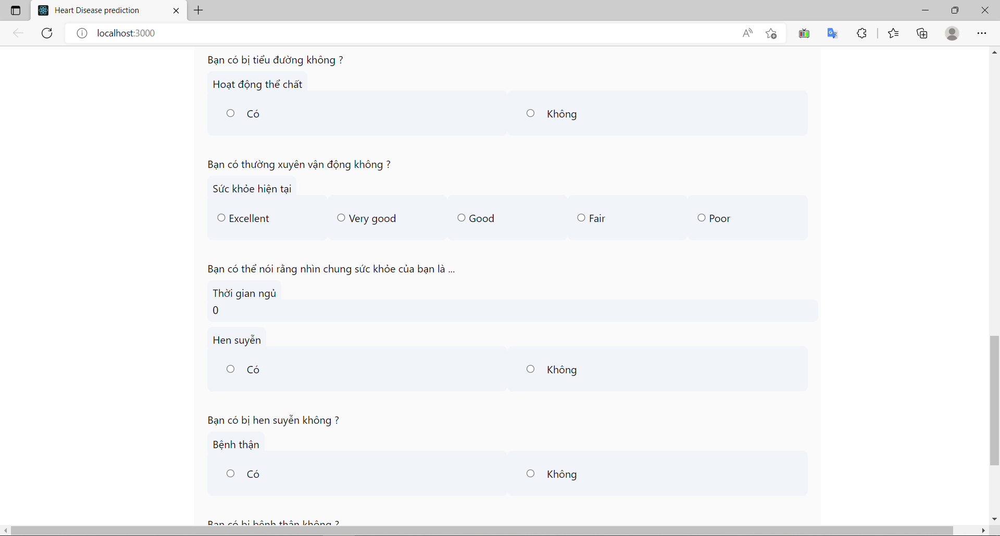 Heart Disease prediction
localhost:3000
Bạn có bị tiểu đường không ?
Hoạt động thể chất
Có Không
Bạn có thường xuyên vận động không ?
Sức khỏe hiện tại
Excellent Very good Good Fair Poor
Bạn có thể nói rằng nhìn chung sức khỏe của bạn là ...
Thời gian ngủ
0
Hen suyễn
Có Không
Bạn có bị hen suyễn không ?
Bệnh thận
Có Không
Bạn có bị bệnh thận không ?